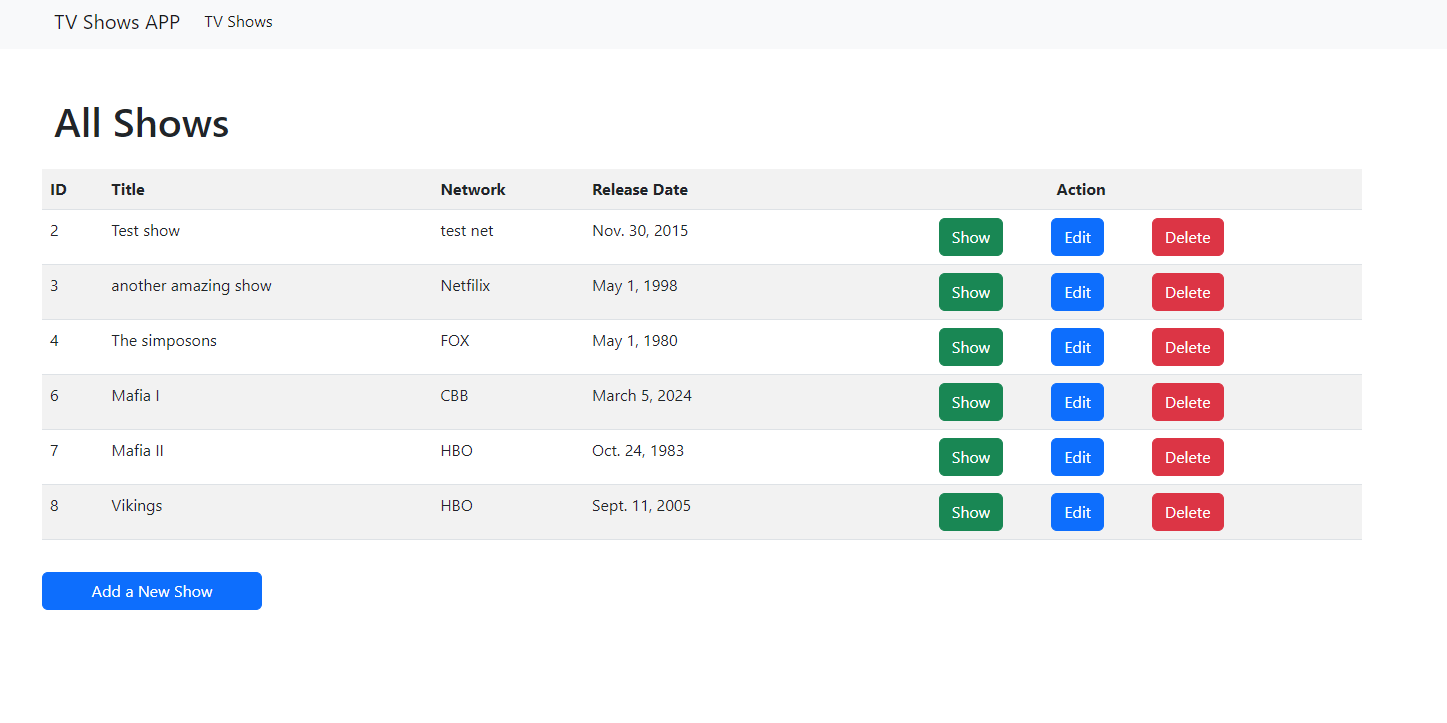 TV Shows APP TV Shows
All Shows
ID Title Network Release Date Action
2 Test show test net Nov. 30, 2015 Show Edit Delete
3 another amazing show Netfilix May 1, 1998 Show Edit Delete
4 The simposons FOX May 1, 1980 Show Edit Delete
6 Mafia I CBB March 5, 2024 Show Edit Delete
7 Mafia II HBO Oct. 24, 1983 Show Edit Delete
8 Vikings HBO Sept. 11, 2005 Show Edit Delete
Add a New Show